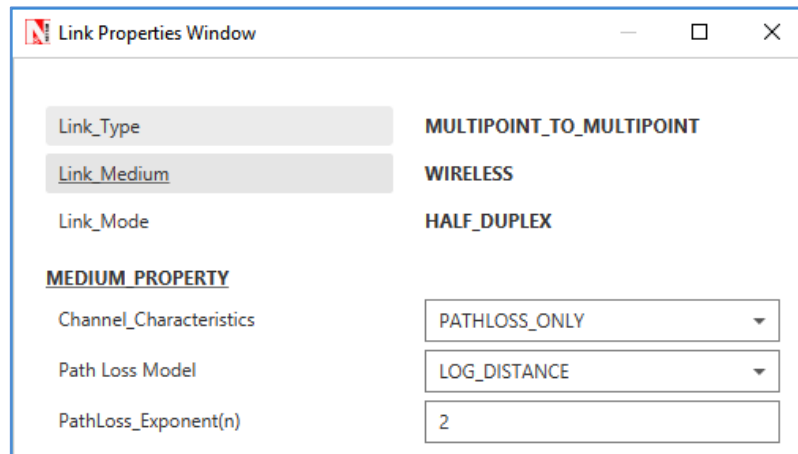 Link Properties Window
Link_Type MULTIPOINT_TO_MULTIPOINT
Link_Medium WIRELESS
Link_Mode HALF_DUPLEX
MEDIUM_PROPERTY
Channel_Characteristics PATHLOSS_ONLY
Path Loss Model LOG_DISTANCE
PathLoss_Exponent(n) 2